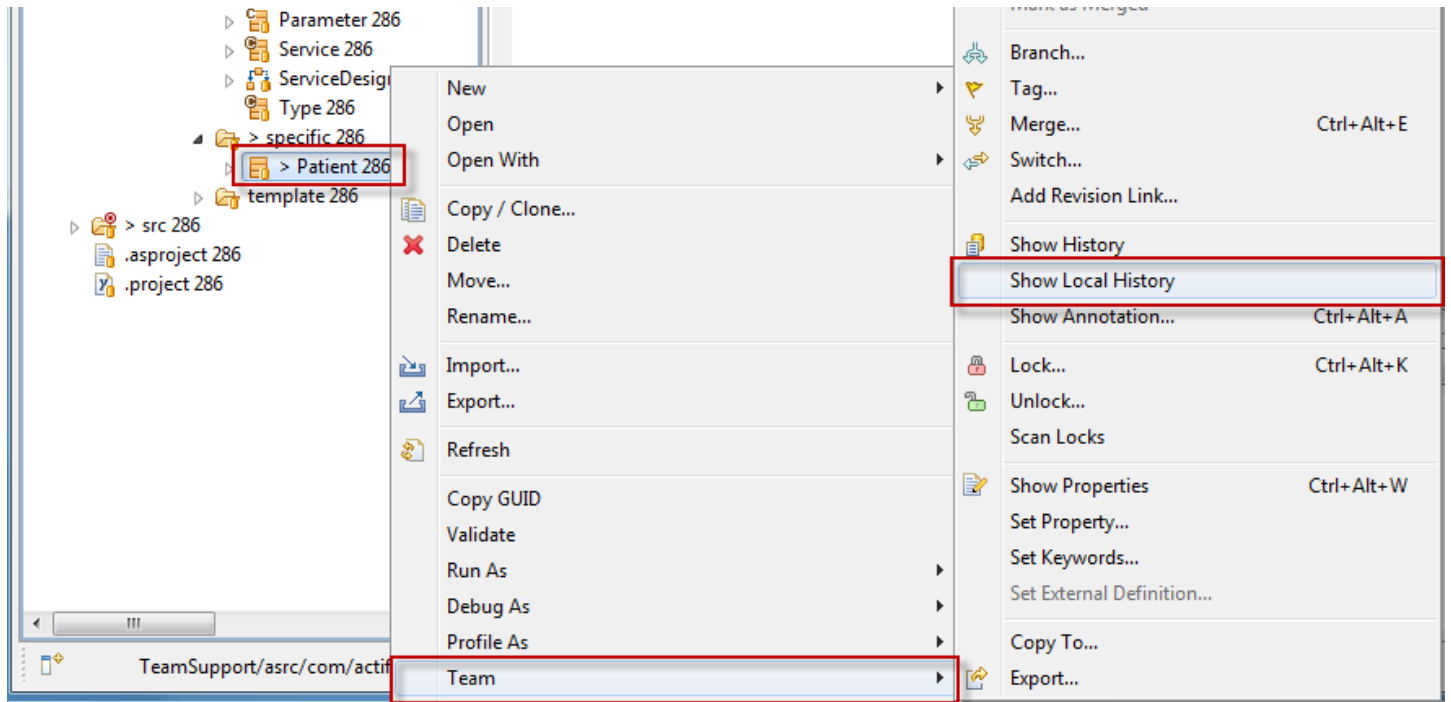 Parameter 286
Service 286
ServiceDesig
Type 286
> specific 286
> Patient 286
template 286
> src 286
.asproject 286
.project 286
TeamSupport/asrc/com/actif
New
Open
Open With
Copy / Clone...
Delete
Move...
Rename...
Import...
Export...
Refresh
Copy GUID
Validate
Run As
Debug As
Profile As
Team
Mark as Merged
Branch...
Tag...
Merge... Ctrl+Alt+E
Switch...
Add Revision Link...
Show History
Show Local History
Show Annotation... Ctrl+Alt+A
Lock... Ctrl+Alt+K
Unlock...
Scan Locks
Show Properties Ctrl+Alt+W
Set Property...
Set Keywords...
Set External Definition...
Copy To...
Export...